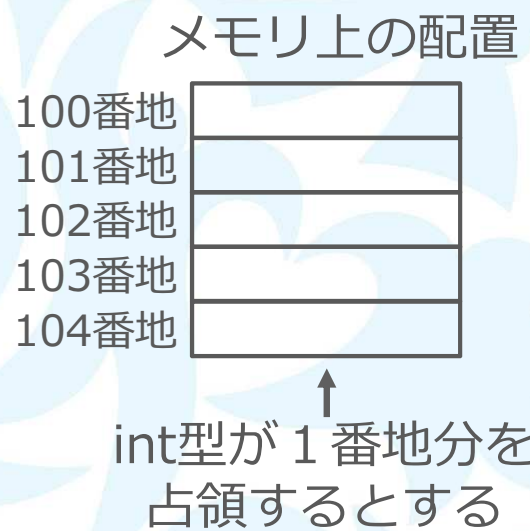 メモリ上の配置
100番地
101番地
102番地
103番地
104番地
int型が１番地分を
占領するとする